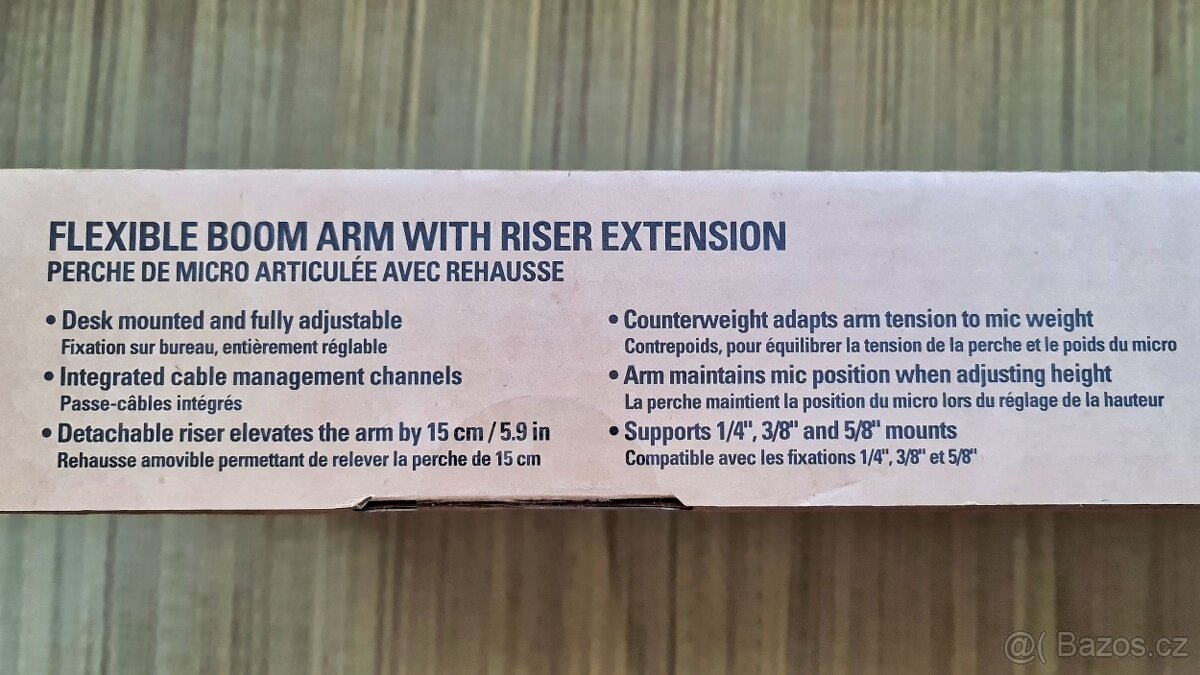 FLEXIBLE BOOM ARM WITH RISER EXTENSION
PERCHE DE MICRO ARTICULÉE AVEC REHAUSSE
• Desk mounted and fully adjustable
Fixation sur bureau, entièrement réglable
• Integrated cable management channels
Passe-câbles intégrés
• Detachable riser elevates the arm by 15 cm / 5.9 in
Rehausse amovible permettant de relever la perche de 15 cm
• Counterweight adapts arm tension to mic weight
Contrepoids, pour équilibrer la tension de la perche et le poids du micro
• Arm maintains mic position when adjusting height
La perche maintient la position du micro lors du réglage de la hauteur
• Supports 1/4", 3/8" and 5/8" mounts
Compatible avec les fixations 1/4", 3/8" et 5/8"
@( Bazos.cz